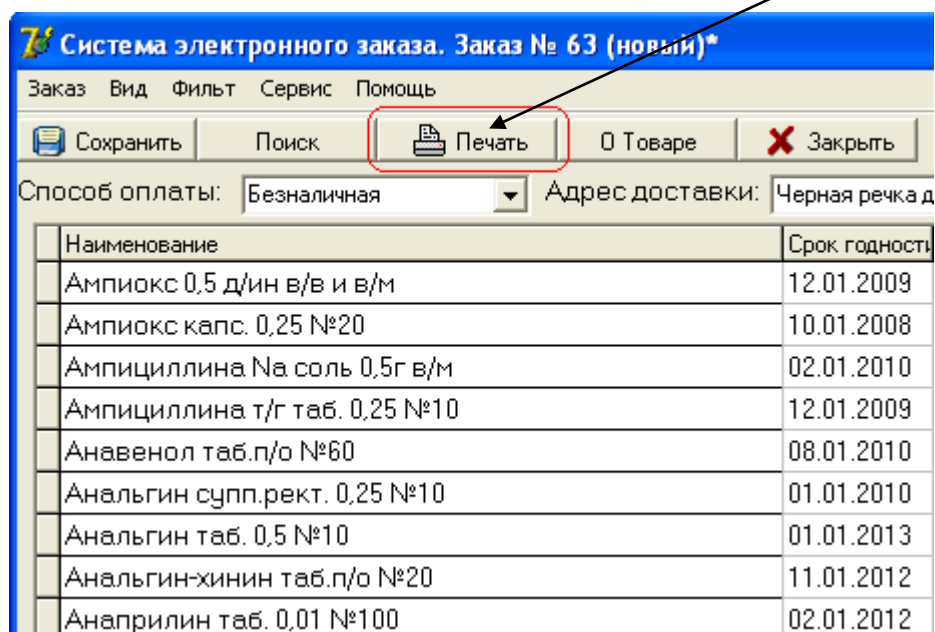 Система электронного заказа. Заказ № 63 (новый)*
Заказ Вид Фильт Сервис Помощь
Сохранить Поиск Печать О Товаре Закрыть
Способ оплаты: Безналичная Адрес доставки: Черная речка д
Наименование Срок годности
Ампиокс 0,5 д/ин в/в и в/м 12.01.2009
Ампиокс капс. 0,25 №20 10.01.2008
Ампициллина Na соль 0,5г в/м 02.01.2010
Ампициллина т/г таб. 0,25 №10 12.01.2009
Анавенол таб.п/о №60 08.01.2010
Анальгин супп.рект. 0,25 №10 01.01.2010
Анальгин таб. 0,5 №10 01.01.2013
Анальгин-хинин таб.п/о №20 11.01.2012
Анаприлин таб. 0,01 №100 02.01.2012